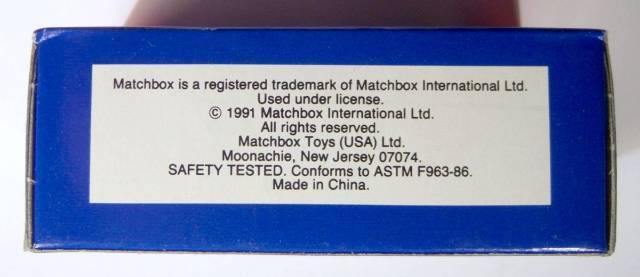 Matchbox is a registered trademark of Matchbox International Ltd.
Used under license.
© 1991 Matchbox International Ltd.
All rights reserved.
Matchbox Toys (USA) Ltd.
Moonachie, New Jersey 07074.
SAFETY TESTED. Conforms to ASTM F963-86.
Made in China.